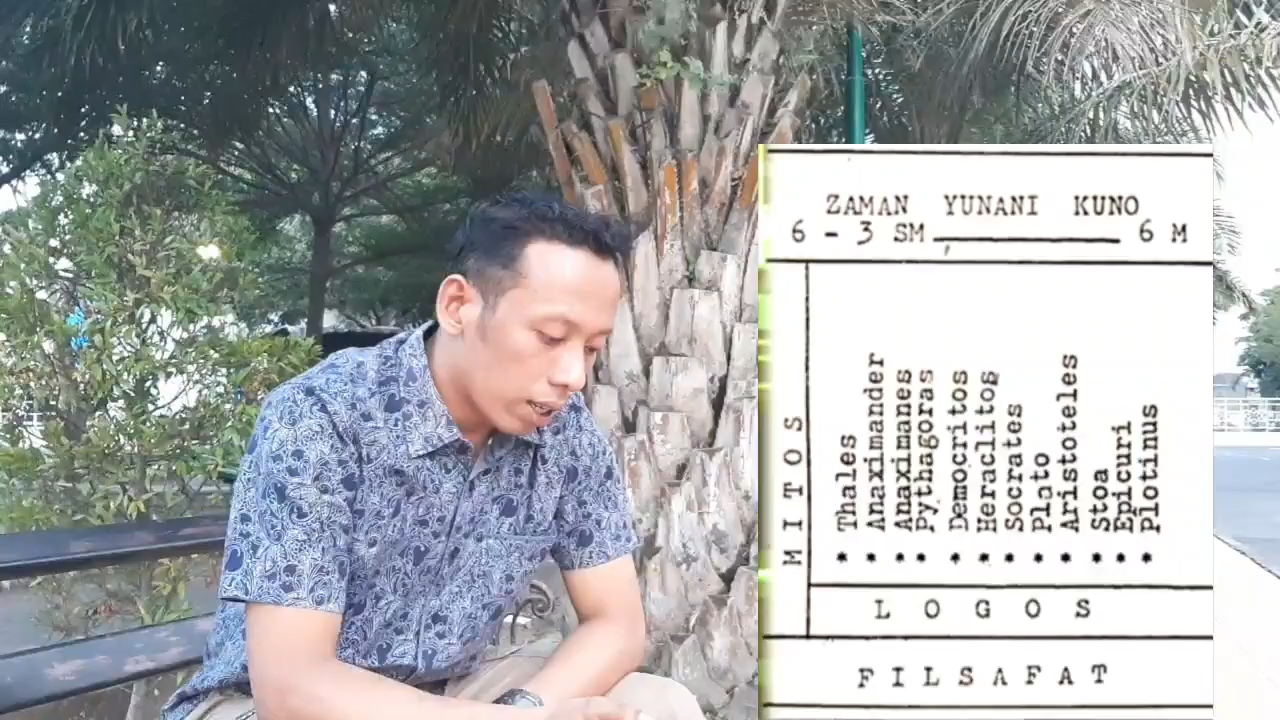 ZAMAN YUNANI KUNO
6 - 3 SM 6 M
MITOS
* Thales
* Anaximander
* Anaximanes
* Pythagoras
* Democritos
* Heraclitos
* Socrates
* Plato
* Aristoteles
* Stoa
* Epicuri
* Plotinus
LOGOS
FILSAFAT